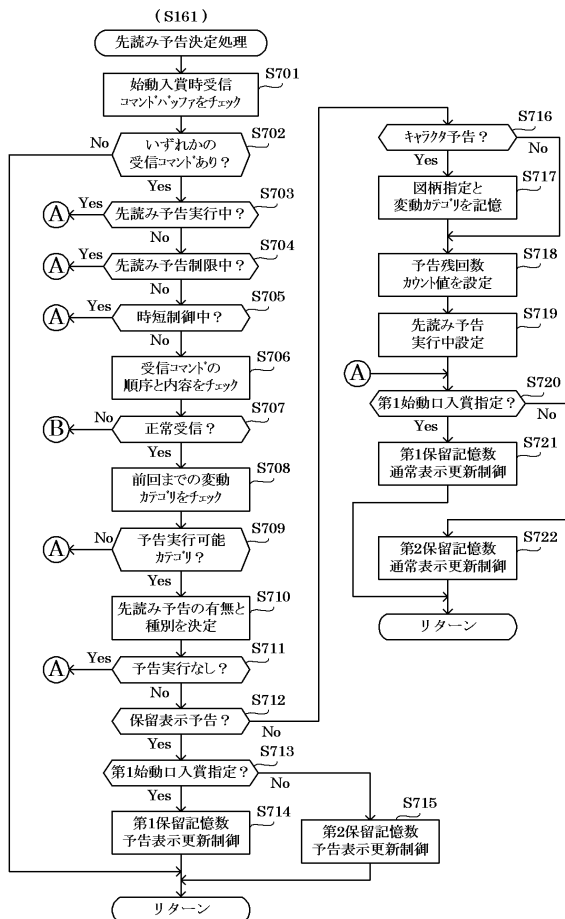 (S161)
先読み予告決定処理
S701
始動入賞時受信
コマンドバッファをチェック
S702
No
いずれかの
受信コマンドあり？
Yes
S703
A
Yes
先読み予告実行中？
No
S704
A
Yes
先読み予告制限中？
No
S705
A
Yes
時短制御中？
No
S706
受信コマンドの
順序と内容をチェック
S707
B
No
正常受信？
Yes
S708
前回までの変動
カテゴリをチェック
S709
A
No
予告実行可能
カテゴリ？
Yes
S710
先読み予告の有無と
種別を決定
S711
A
Yes
予告実行なし？
No
S712
保留表示予告？
No
Yes
S713
第1始動口入賞指定？
No
Yes
S714
第1保留記憶数
予告表示更新制御
S715
第2保留記憶数
予告表示更新制御
リターン
S716
キャラクタ予告？
No
Yes
S717
図柄指定と
変動カテゴリを記憶
S718
予告残回数
カウント値を設定
S719
先読み予告
実行中設定
A
S720
第1始動口入賞指定？
No
Yes
S721
第1保留記憶数
通常表示更新制御
S722
第2保留記憶数
通常表示更新制御
リターン